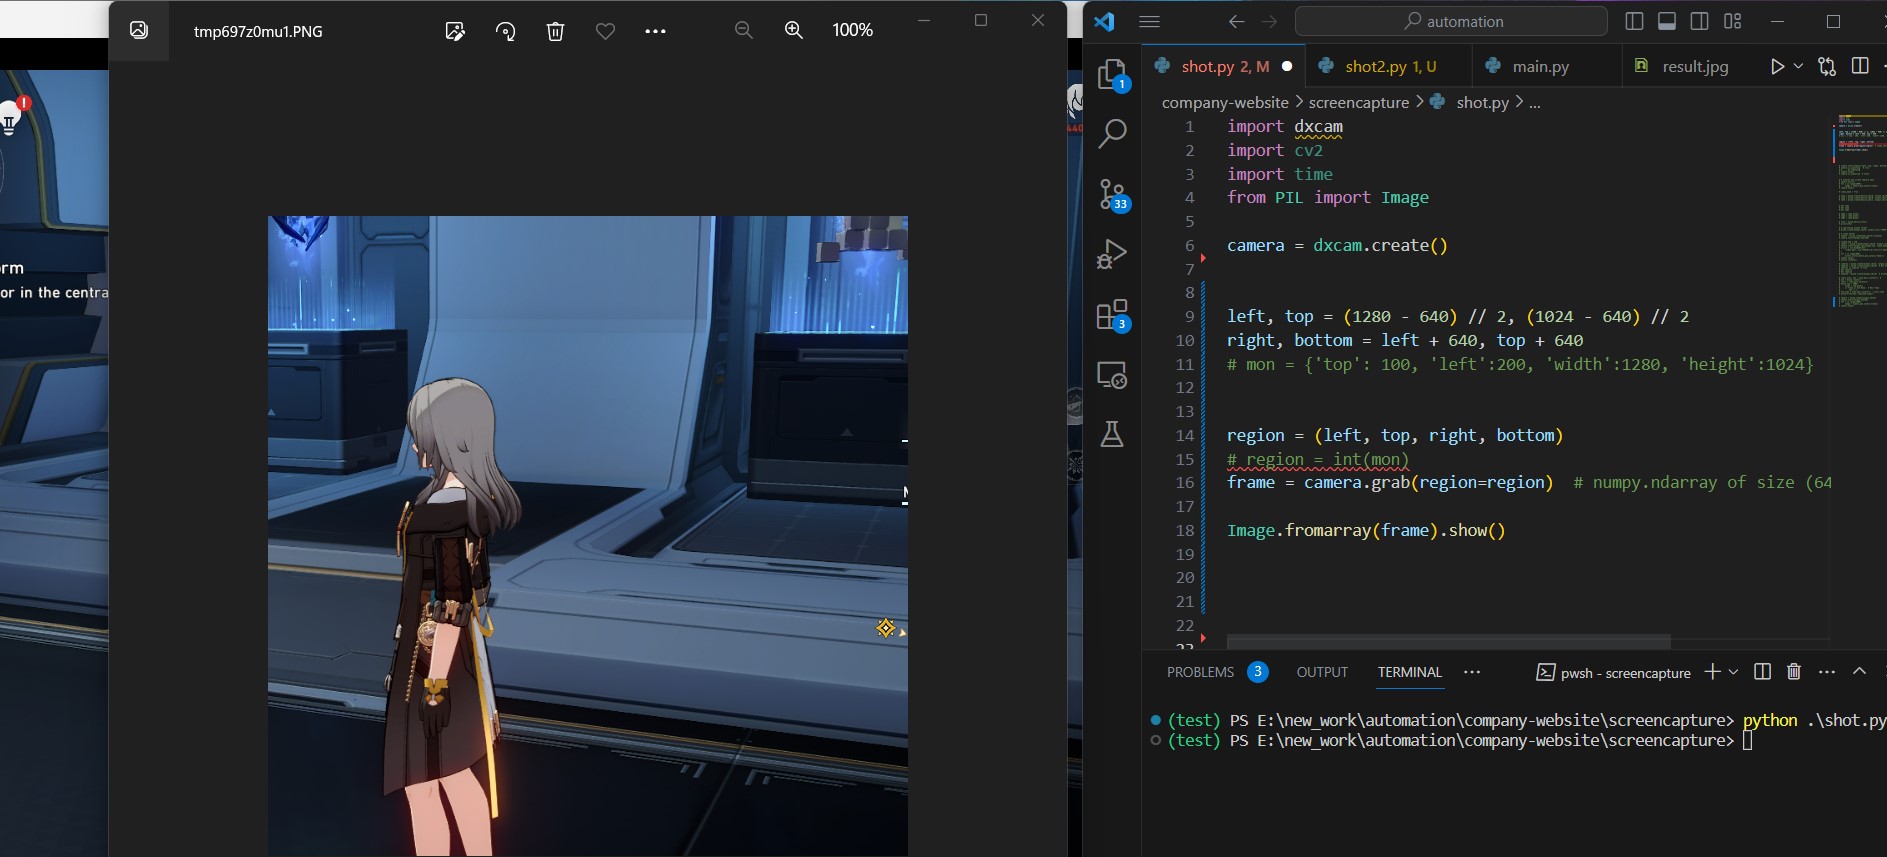 tmp697z0mu1.PNG
100%
!
orm
or in the centra
440
automation
shot.py 2, M
shot2.py 1, U
main.py
result.jpg
company-website > screencapture > shot.py > ...
1
33
3
1 import dxcam
2 import cv2
3 import time
4 from PIL import Image
5
6 camera = dxcam.create()
7
8
9 left, top = (1280 - 640) // 2, (1024 - 640) // 2
10 right, bottom = left + 640, top + 640
11 # mon = {'top': 100, 'left':200, 'width':1280, 'height':1024}
12
13
14 region = (left, top, right, bottom)
15 # region = int(mon)
16 frame = camera.grab(region=region)  # numpy.ndarray of size (64
17
18 Image.fromarray(frame).show()
19
20
21
22
23
PROBLEMS 3 OUTPUT TERMINAL ... pwsh - screencapture
(test) PS E:\new_work\automation\company-website\screencapture> python .\shot.py
(test) PS E:\new_work\automation\company-website\screencapture>